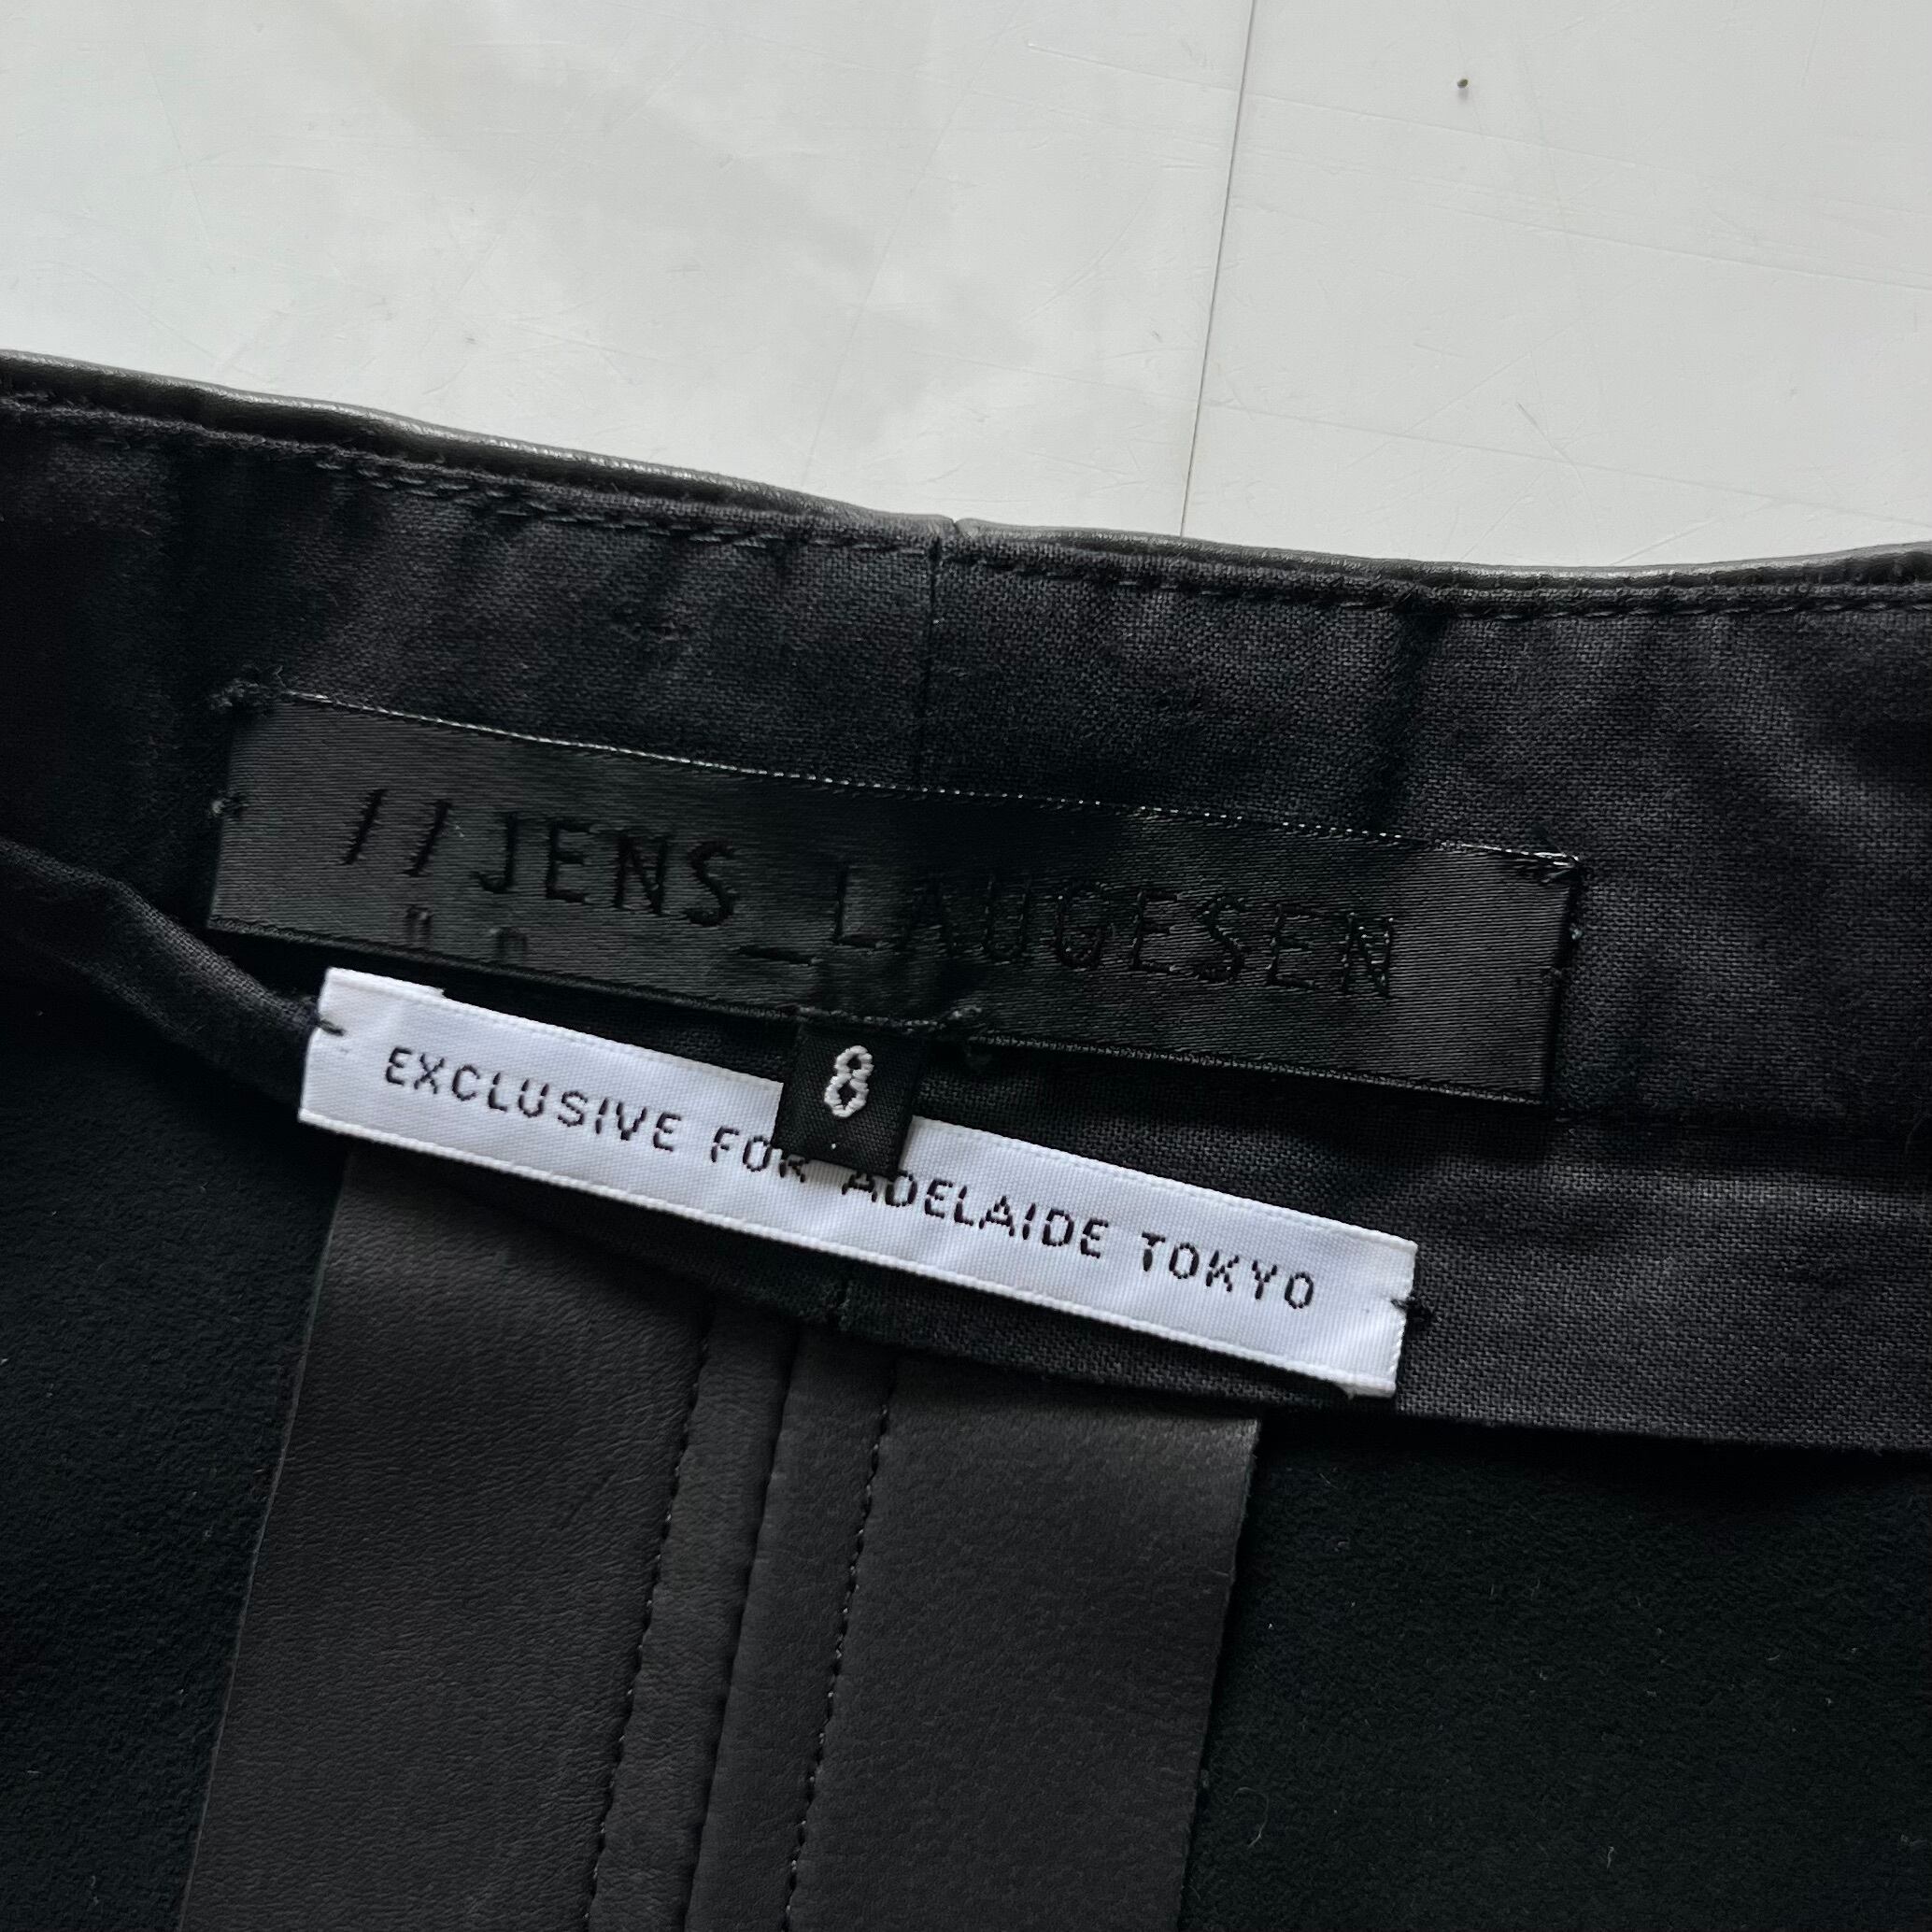 //JENS_LAUGESEN
8
EXCLUSIVE FOR ADELAIDE TOKYO